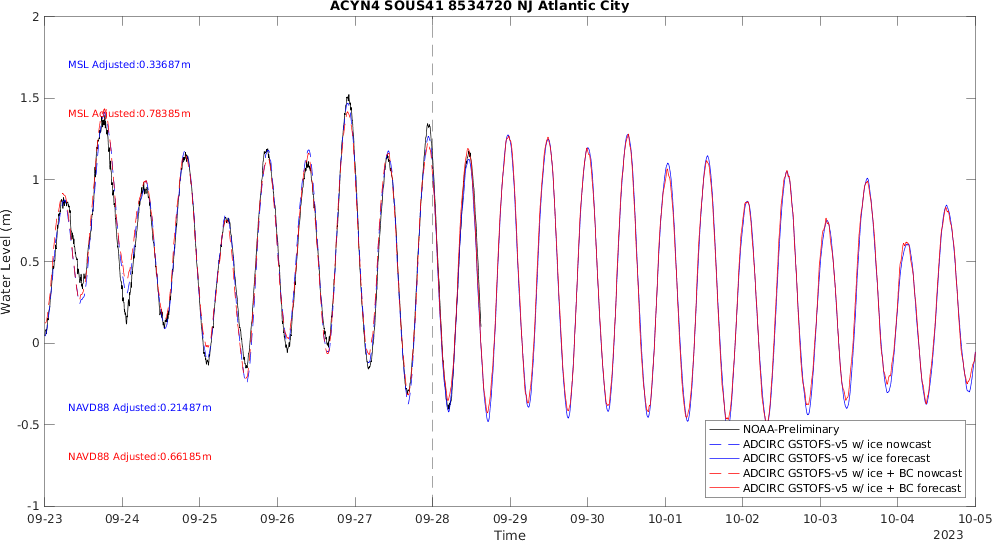 ACYN4 SOUS41 8534720 NJ Atlantic City
2
1.5
1
0.5
0
-0.5
-1
Water Level (m)
MSL Adjusted:0.33687m
MSL Adjusted:0.78385m
NAVD88 Adjusted:0.21487m
NAVD88 Adjusted:0.66185m
NOAA-Preliminary
ADCIRC GSTOFS-v5 w/ ice nowcast
ADCIRC GSTOFS-v5 w/ ice forecast
ADCIRC GSTOFS-v5 w/ ice + BC nowcast
ADCIRC GSTOFS-v5 w/ ice + BC forecast
09-23 09-24 09-25 09-26 09-27 09-28 09-29 09-30 10-01 10-02 10-03 10-04 10-05
Time
2023